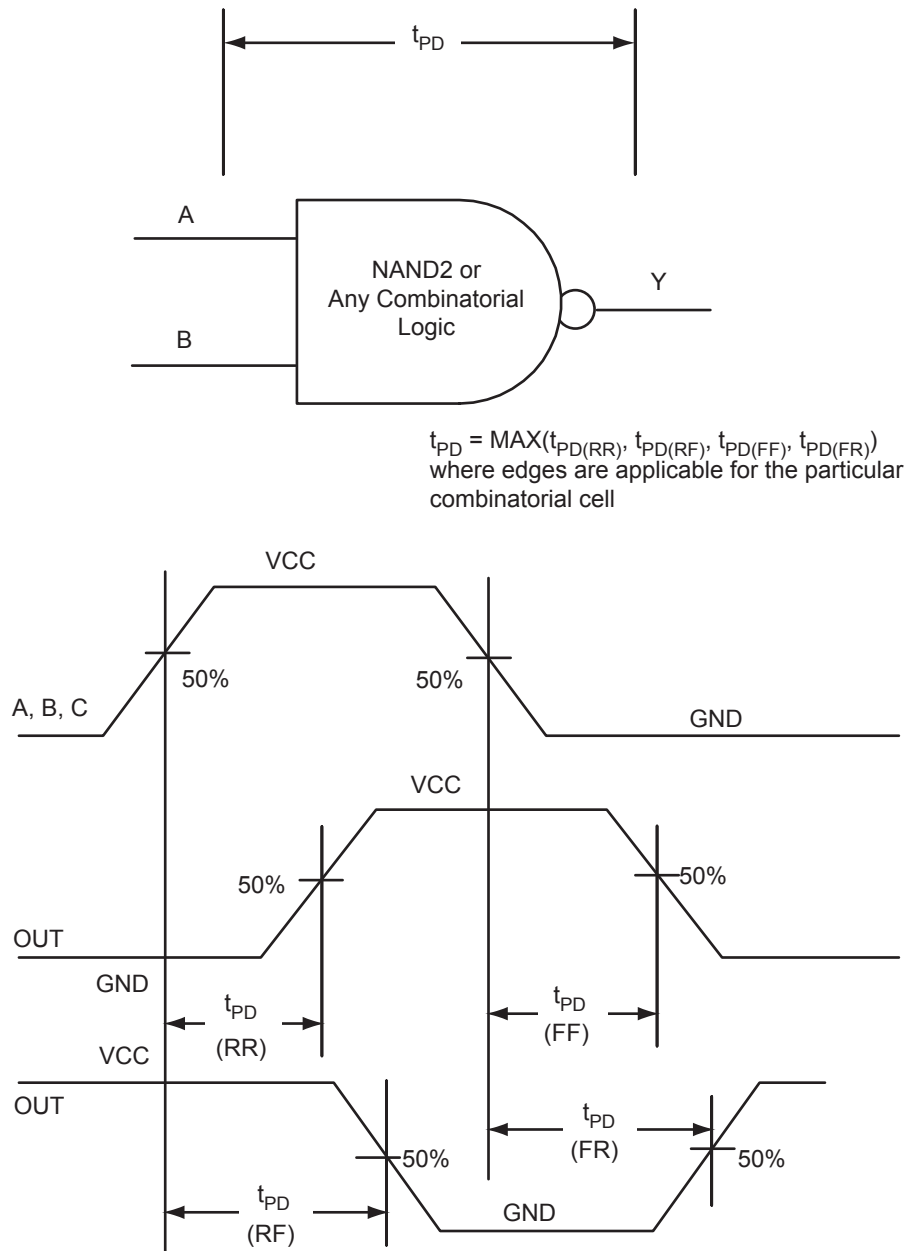 tPD
A
NAND2 or
Any Combinatorial
Logic
B
Y
tPD = MAX(tPD(RR), tPD(RF), tPD(FF), tPD(FR))
where edges are applicable for the particular
combinatorial cell
VCC
50%
50%
A, B, C
GND
VCC
50%
50%
OUT
GND
tPD
(RR)
tPD
(FF)
VCC
OUT
tPD
(FR)
50%
50%
tPD
(RF)
GND